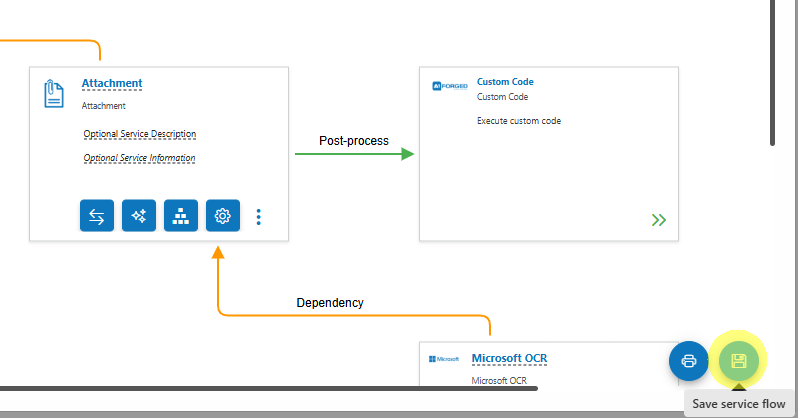 Attachment
Attachment
Optional Service Description
Optional Service Information
Post-process
AI FORGED
Custom Code
Custom Code
Execute custom code
Dependency
Microsoft
Microsoft OCR
Microsoft OCR
Save service flow